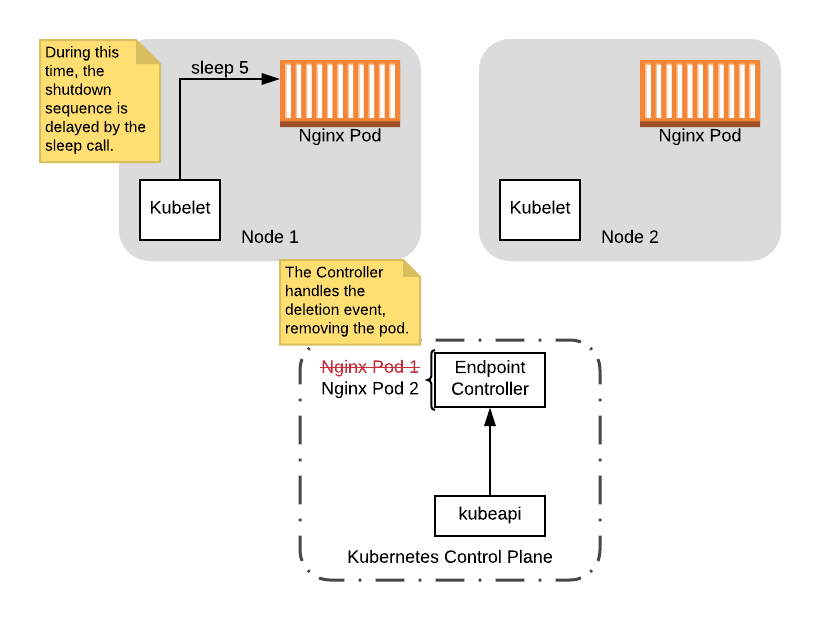 During this
time, the
shutdown
sequence is
delayed by the
sleep call.
sleep 5
Nginx Pod
Kubelet
Node 1
Nginx Pod
Kubelet
Node 2
The Controller
handles the
deletion event,
removing the pod.
Nginx Pod 1
Nginx Pod 2
Endpoint
Controller
kubeapi
Kubernetes Control Plane